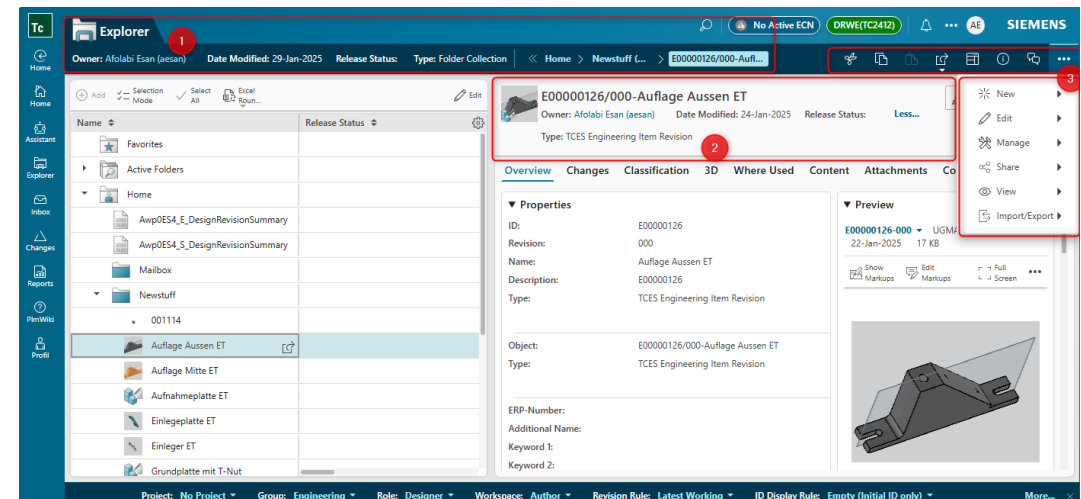 Tc
Explorer
1
No Active ECN
DRWE(TC2412)
AE
SIEMENS
Owner: Afolabi Esan (aesan) Date Modified: 29-Jan-2025 Release Status: Type: Folder Collection
Home > Newstuff (... > E00000126/000-Aufl...
3
Home
Home
Assistant
Explorer
Inbox
Changes
Reports
PlmWiki
Profil
Add
Selection Mode
Select All
Excel Roun...
Edit
Name
Release Status
Favorites
Active Folders
Home
Awp0ES4_E_DesignRevisionSummary
Awp0ES4_S_DesignRevisionSummary
Mailbox
Newstuff
001114
Auflage Aussen ET
Auflage Mitte ET
Aufnahmeplatte ET
Einlegeplatte ET
Einleger ET
Grundplatte mit T-Nut
E00000126/000-Auflage Aussen ET
Owner: Afolabi Esan (aesan) Date Modified: 24-Jan-2025 Release Status: Less...
Type: TCES Engineering Item Revision
2
New
Edit
Manage
Share
View
Import/Export
Overview Changes Classification 3D Where Used Content Attachments Co
Properties
ID: E00000126
Revision: 000
Name: Auflage Aussen ET
Description: E00000126
Type: TCES Engineering Item Revision
Object: E00000126/000-Auflage Aussen ET
Type: TCES Engineering Item Revision
ERP-Number:
Additional Name:
Keyword 1:
Keyword 2:
Preview
E00000126-000 UGMA
22-Jan-2025 17 KB
Show Markups
Edit Markups
Full Screen
Project: No Project Group: Engineering Role: Designer Workspace: Author Revision Rule: Latest Working ID Display Rule: Empty (Initial ID only) More...